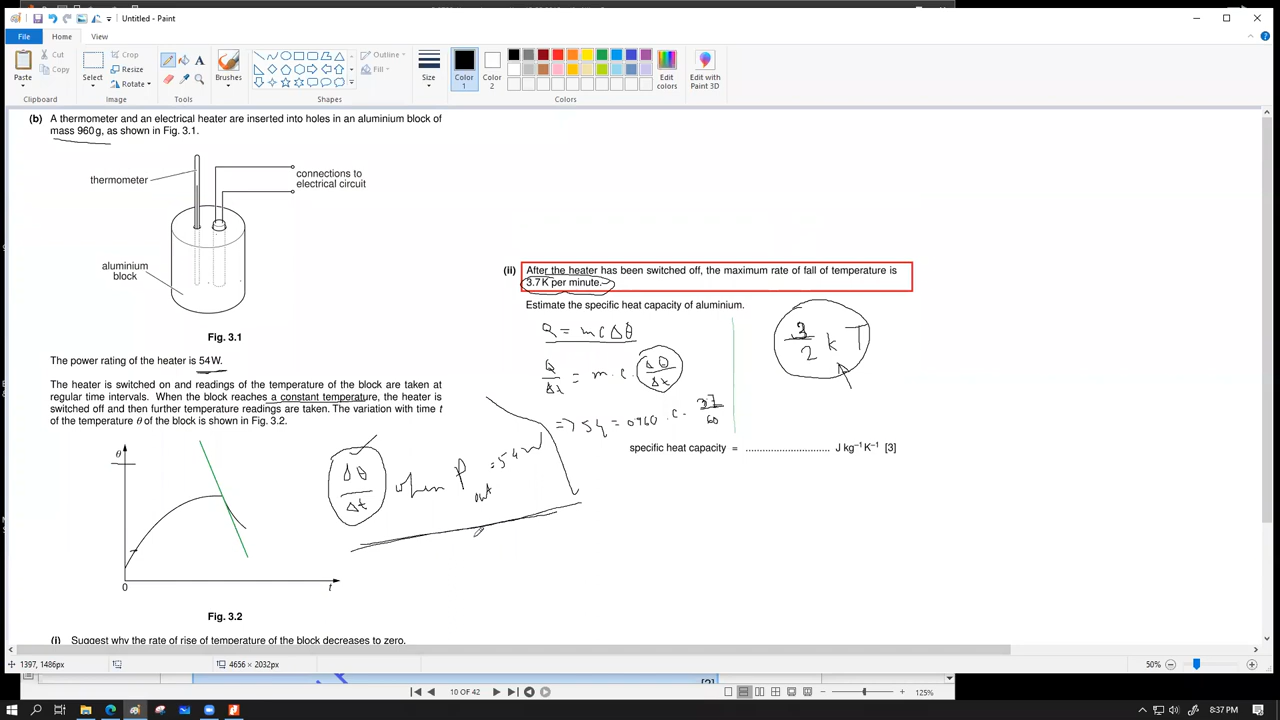 Untitled - Paint
File Home View
Paste Cut Copy
Clipboard
Select Crop Resize Rotate
Image
Tools
Brushes
Shapes
Outline Fill
Size
Color 1 Color 2
Edit colors
Edit with Paint 3D
Colors
(b) A thermometer and an electrical heater are inserted into holes in an aluminium block of
mass 960 g, as shown in Fig. 3.1.
thermometer
connections to
electrical circuit
aluminium
block
Fig. 3.1
The power rating of the heater is 54 W.
The heater is switched on and readings of the temperature of the block are taken at
regular time intervals. When the block reaches a constant temperature, the heater is
switched off and then further temperature readings are taken. The variation with time t
of the temperature θ of the block is shown in Fig. 3.2.
θ
0
t
Fig. 3.2
Δθ/Δt when P out = 54 W
(i) Suggest why the rate of rise of temperature of the block decreases to zero.
(ii) After the heater has been switched off, the maximum rate of fall of temperature is
3.7 K per minute.
Estimate the specific heat capacity of aluminium.
Q = mcΔθ
Q/Δt = m.c. Δθ/Δt
=> 54 = 0.960 .c. 3.7/60
3/2 k T
specific heat capacity = .............................. J kg⁻¹ K⁻¹ [3]
1397, 1486px
4656 × 2032px
50%
10 OF 42
125%
8:37 PM